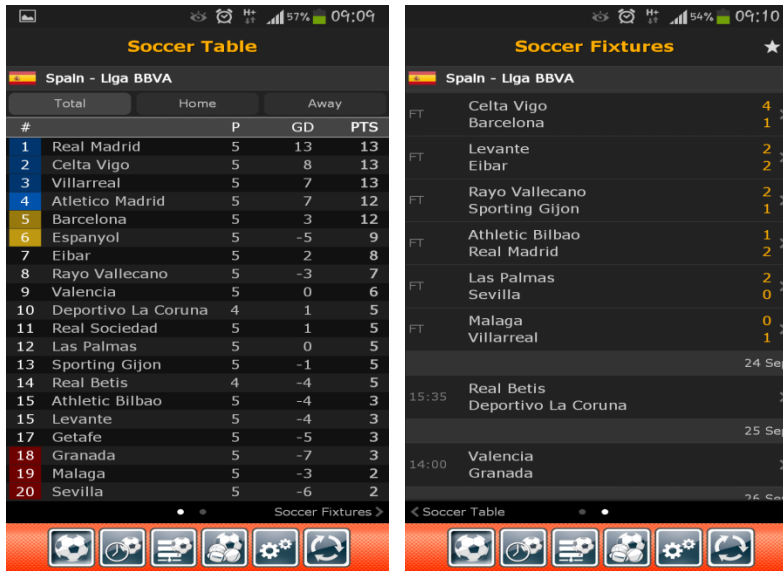 57% 09:09
Soccer Table
Spain - Liga BBVA
Total Home Away
# P GD PTS
1 Real Madrid 5 13 13
2 Celta Vigo 5 8 13
3 Villarreal 5 7 13
4 Atletico Madrid 5 7 12
5 Barcelona 5 3 12
6 Espanyol 5 -5 9
7 Eibar 5 2 8
8 Rayo Vallecano 5 -3 7
9 Valencia 5 0 6
10 Deportivo La Coruna 4 1 5
11 Real Sociedad 5 1 5
12 Las Palmas 5 0 5
13 Sporting Gijon 5 -1 5
14 Real Betis 4 -4 5
15 Athletic Bilbao 5 -4 3
15 Levante 5 -4 3
17 Getafe 5 -5 3
18 Granada 5 -7 3
19 Malaga 5 -3 2
20 Sevilla 5 -6 2
Soccer Fixtures >
H+ 54% 09:10
Soccer Fixtures
Spain - Liga BBVA
FT
Celta Vigo 4
Barcelona 1
FT
Levante 2
Eibar 2
FT
Rayo Vallecano 2
Sporting Gijon 1
FT
Athletic Bilbao 1
Real Madrid 2
FT
Las Palmas 2
Sevilla 0
FT
Malaga 0
Villarreal 1
24 Sep
15:35
Real Betis
Deportivo La Coruna
25 Sep
14:00
Valencia
Granada
26 Sep
< Soccer Table